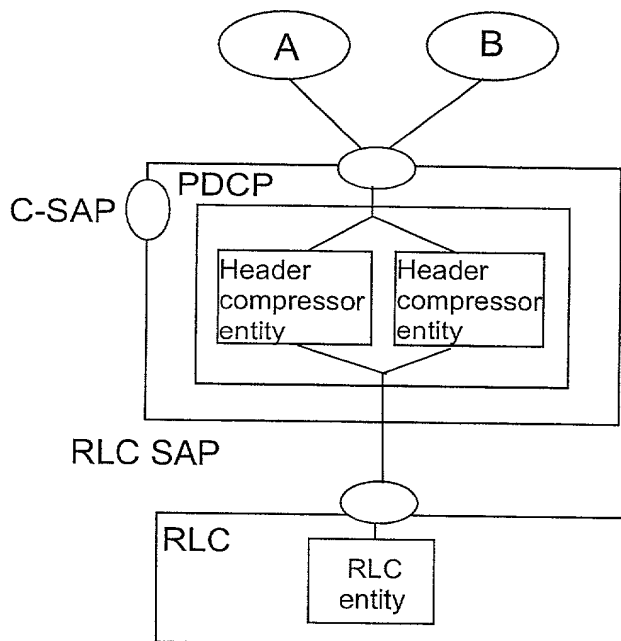 A
B
PDCP
C-SAP
Header
compressor
entity
Header
compressor
entity
RLC SAP
RLC
RLC
entity